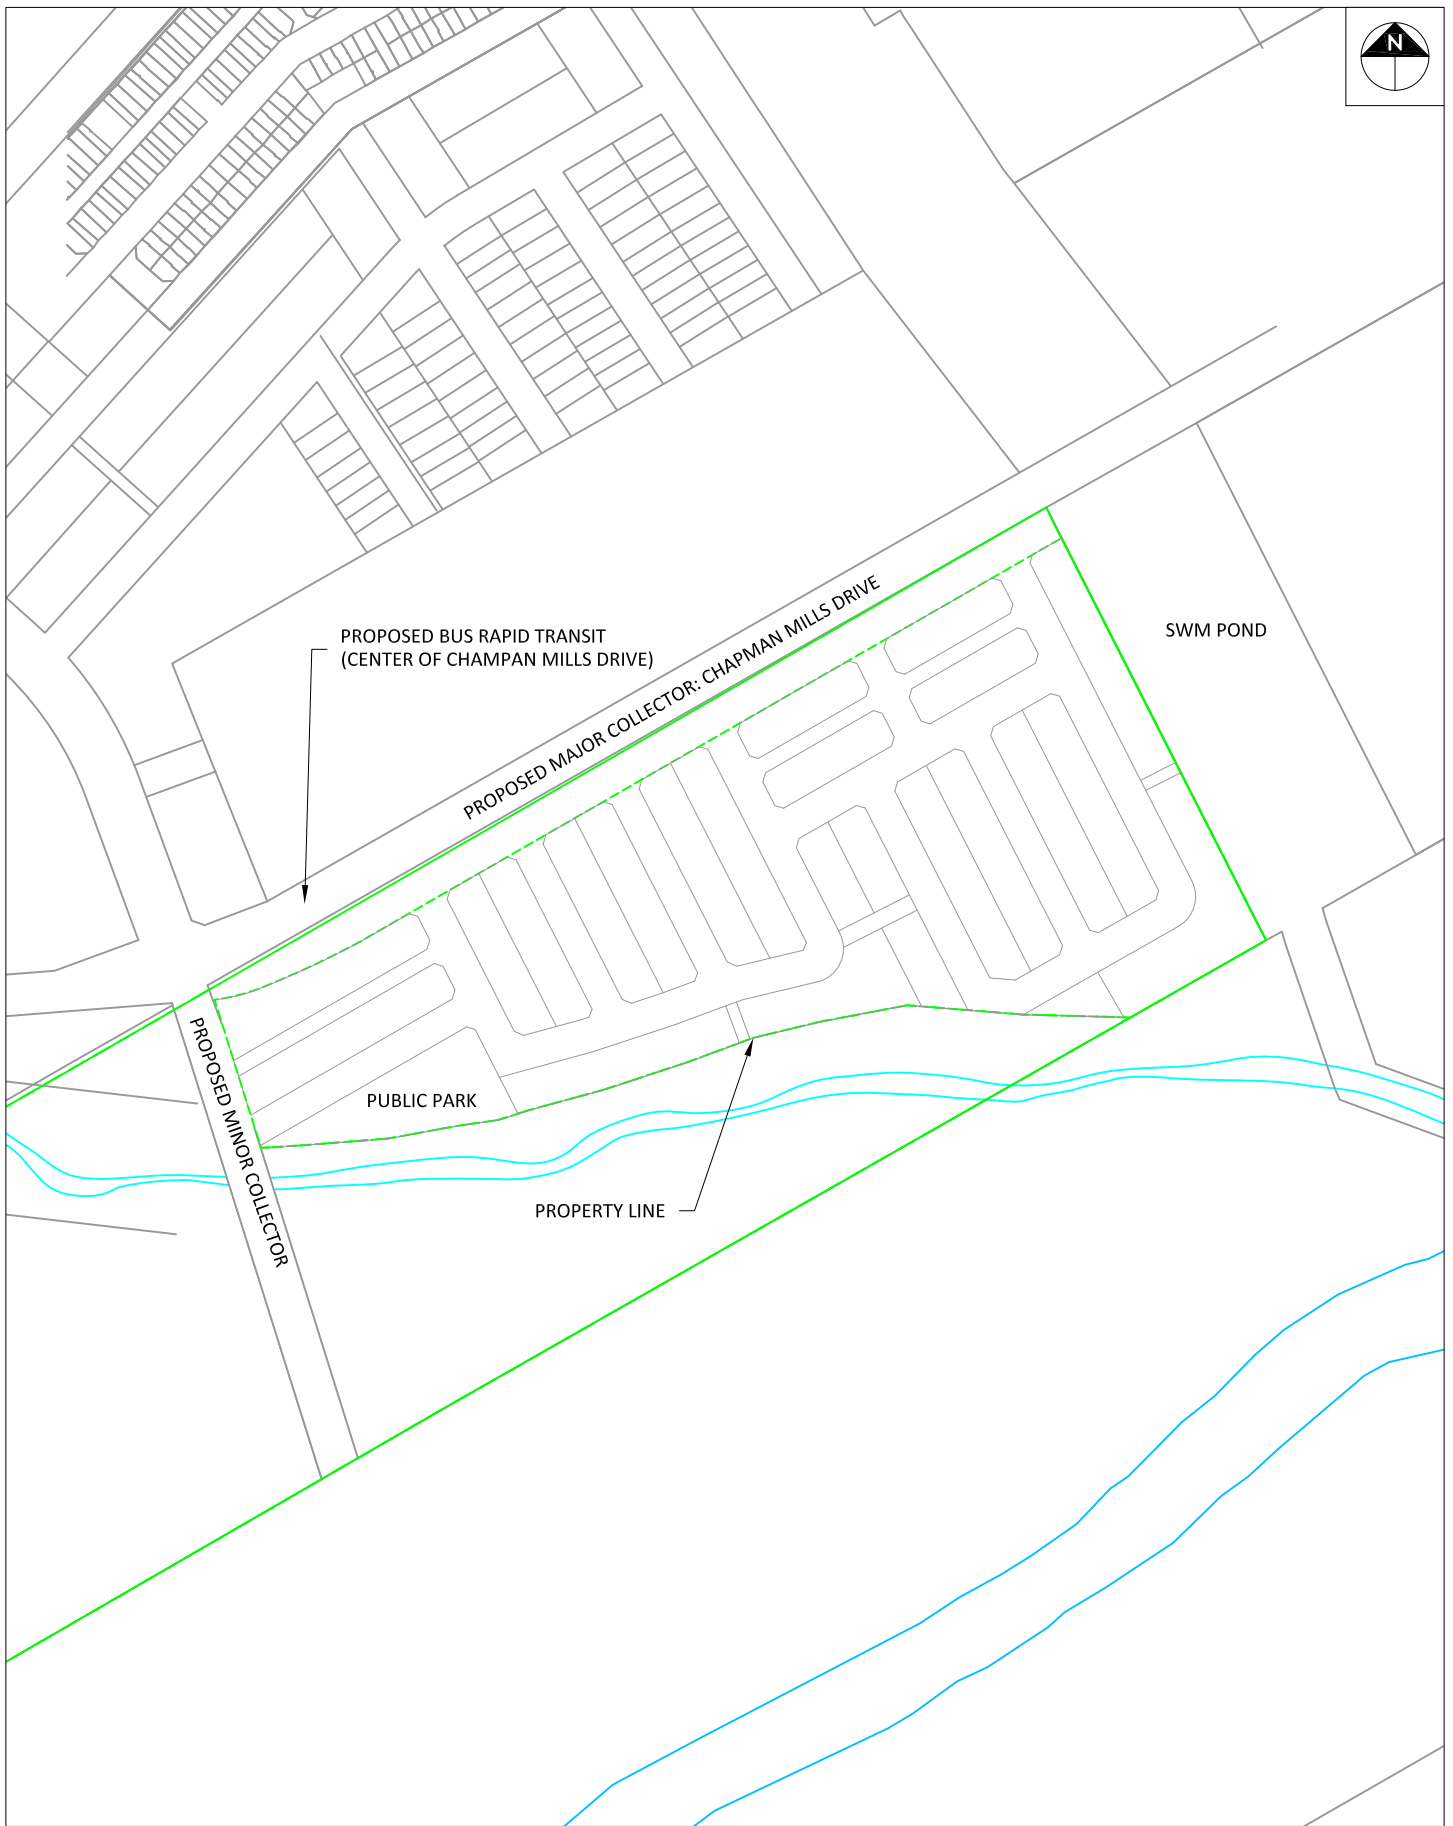 N
PROPOSED BUS RAPID TRANSIT
(CENTER OF CHAMPAN MILLS DRIVE)
PROPOSED MAJOR COLLECTOR: CHAPMAN MILLS DRIVE
SWM POND
PROPOSED MINOR COLLECTOR
PUBLIC PARK
PROPERTY LINE